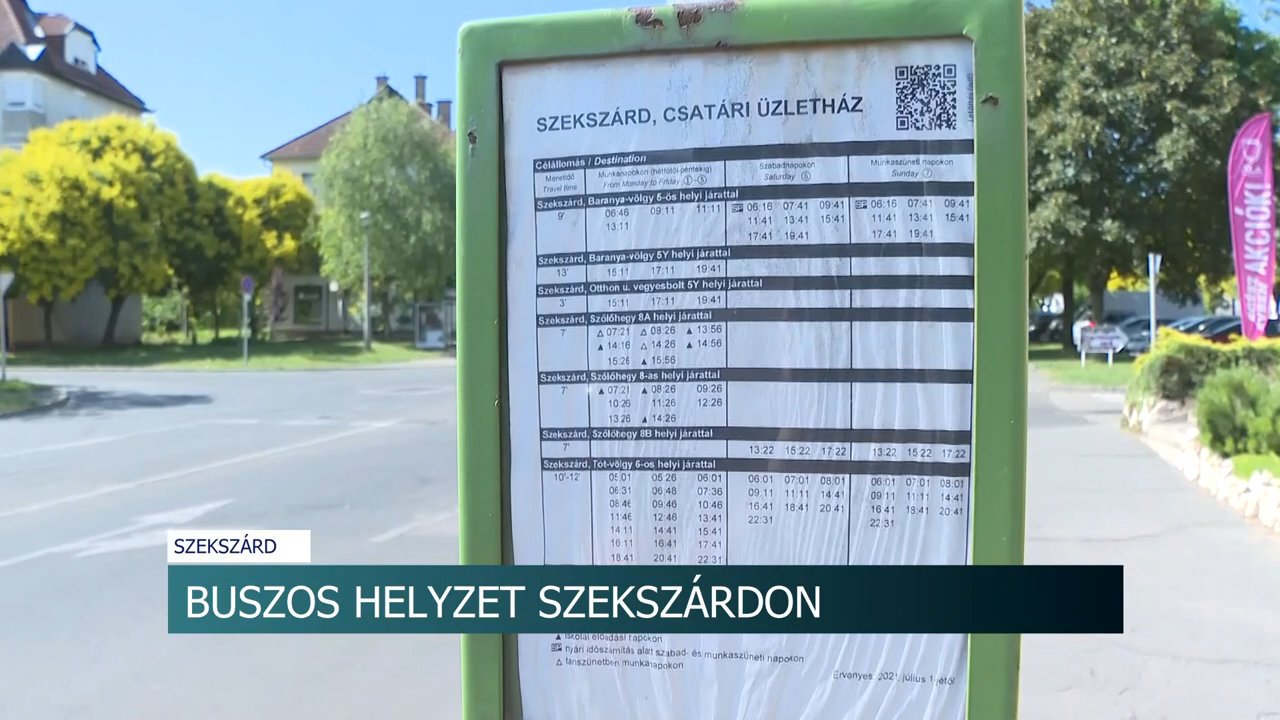 SZEKSZÁRD, CSATÁRI ÜZLETHÁZ
Célállomás / Destination
Menetidő
Travel time
Munkanapokon (hétfőtől-péntekig)
From Monday to Friday ①-⑤
Szabadnapokon
Saturday ⑥
Munkaszüneti napokon
Sunday ⑦
Szekszárd, Baranya-völgy 5-ös helyi járattal
9' 06:46 09:11 11:11 SP 06:16 07:41 09:41 SP 06:16 07:41 09:41
13:11 11:41 13:41 15:41 11:41 13:41 15:41
17:41 19:41 17:41 19:41
Szekszárd, Baranya-völgy 5Y helyi járattal
13' 15:11 17:11 19:41
Szekszárd, Otthon u. vegyesbolt 5Y helyi járattal
3' 15:11 17:11 19:41
Szekszárd, Szőlőhegy 8A helyi járattal
7' △ 07:21 △ 08:26 ▲ 13:56
▲ 14:16 △ 14:26 ▲ 14:56
15:26 ▲ 15:56
Szekszárd, Szőlőhegy 8-as helyi járattal
7' ▲ 07:21 ▲ 08:26 09:26
10:26 11:26 12:26
13:26 ▲ 14:26
Szekszárd, Szőlőhegy 8B helyi járattal
7' 13:22 15:22 17:22 13:22 15:22 17:22
Szekszárd, Tót-völgy 6-os helyi járattal
10'-12' 05:01 05:26 06:01 06:01 07:01 08:01 06:01 07:01 08:01
06:31 06:48 07:36 09:11 11:11 14:41 09:11 11:11 14:41
08:46 09:46 10:46 16:41 18:41 20:41 16:41 18:41 20:41
11:46 12:46 13:41 22:31 22:31
14:11 14:41 15:41
16:11 16:41 17:41
18:41 20:41 22:31
SZEKSZÁRD
BUSZOS HELYZET SZEKSZÁRDON
▲ iskolai előadási napokon
SP nyári időszámítás alatt szabad- és munkaszüneti napokon
△ tanszünetben munkanapokon
Érvényes: 2021. július 1-jétől
AKCIÓK!